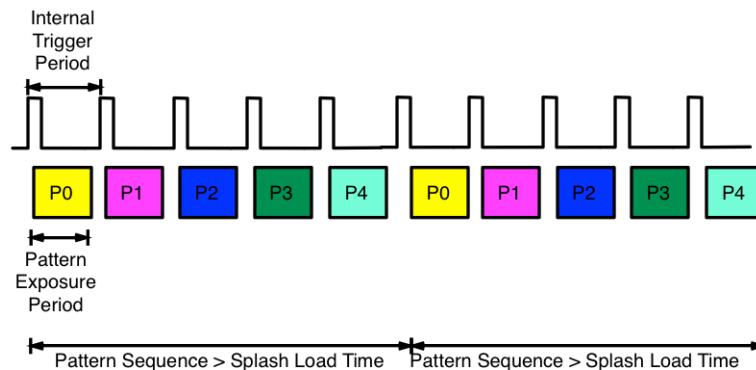 Internal
Trigger
Period
P0 P1 P2 P3 P4 P0 P1 P2 P3 P4
Pattern
Exposure
Period
Pattern Sequence > Splash Load Time Pattern Sequence > Splash Load Time